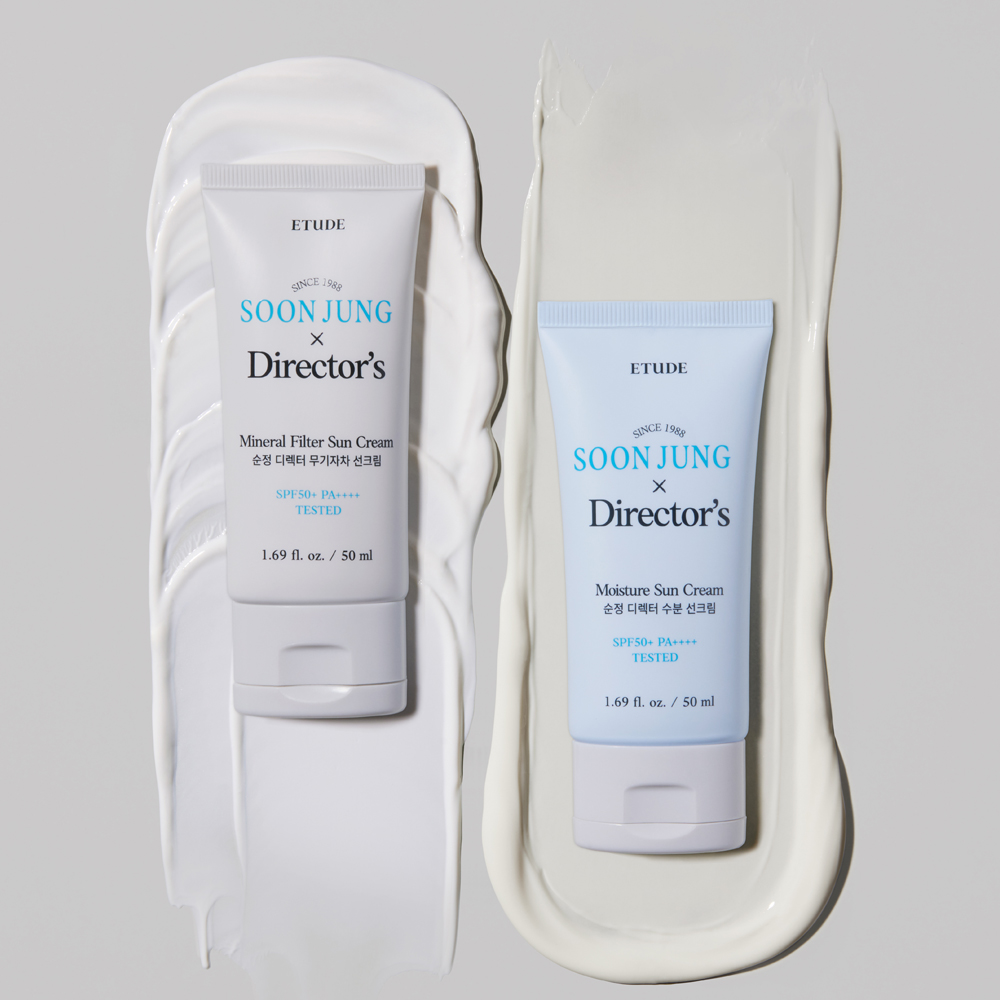 ETUDE
SINCE 1988
SOON JUNG
×
Director's
Mineral Filter Sun Cream
순정 디렉터 무기자차 선크림
SPF50+ PA++++
TESTED
1.69 fl. oz. / 50 ml
ETUDE
SINCE 1988
SOON JUNG
×
Director's
Moisture Sun Cream
순정 디렉터 수분 선크림
SPF50+ PA++++
TESTED
1.69 fl. oz. / 50 ml